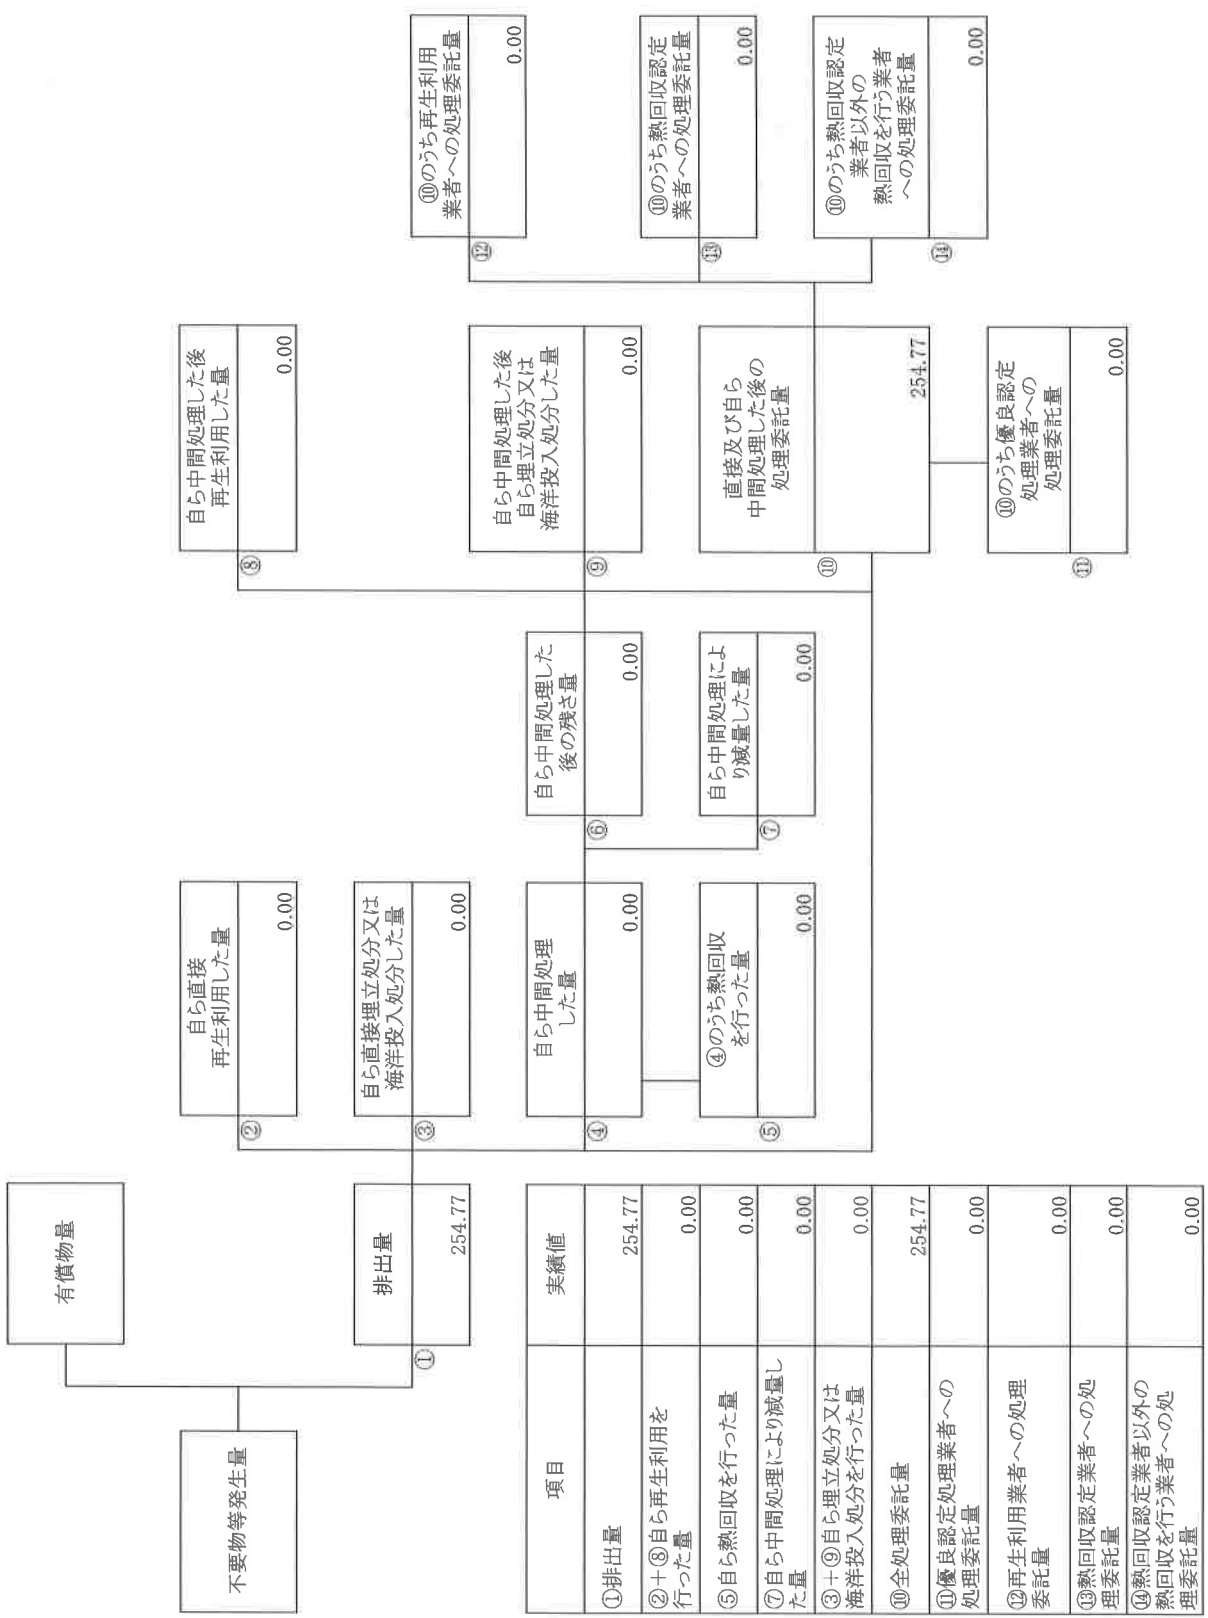 不要物等発生量
有償物量
排出量
①
254.77
自ら直接
再生利用した量
②
0.00
自ら直接埋立処分又は
海洋投入処分した量
③
0.00
自ら中間処理
した量
④
0.00
④のうち熱回収
を行った量
⑤
0.00
自ら中間処理した
後の残さ量
⑥
0.00
自ら中間処理によ
り減量した量
⑦
0.00
自ら中間処理した後
再生利用した量
⑧
0.00
自ら中間処理した後
自ら埋立処分又は
海洋投入処分した量
⑨
0.00
直接及び自ら
中間処理した後の
処理委託量
⑩
254.77
⑩のうち優良認定
処理業者への
処理委託量
⑪
0.00
⑩のうち再生利用
業者への処理委託量
⑫
0.00
⑩のうち熱回収認定
業者への処理委託量
⑬
0.00
⑩のうち熱回収認定
業者以外の
熱回収を行う業者
への処理委託量
⑭
0.00
項目 実績値
①排出量 254.77
②+⑧自ら再生利用を
行った量 0.00
⑤自ら熱回収を行った量 0.00
⑦自ら中間処理により減量し
た量 0.00
③+⑨自ら埋立処分又は
海洋投入処分を行った量 0.00
⑩全処理委託量 254.77
⑪優良認定処理業者への
処理委託量 0.00
⑫再生利用業者への処理
委託量 0.00
⑬熱回収認定業者への処
理委託量 0.00
⑭熱回収認定業者以外の
熱回収を行う業者への処
理委託量 0.00